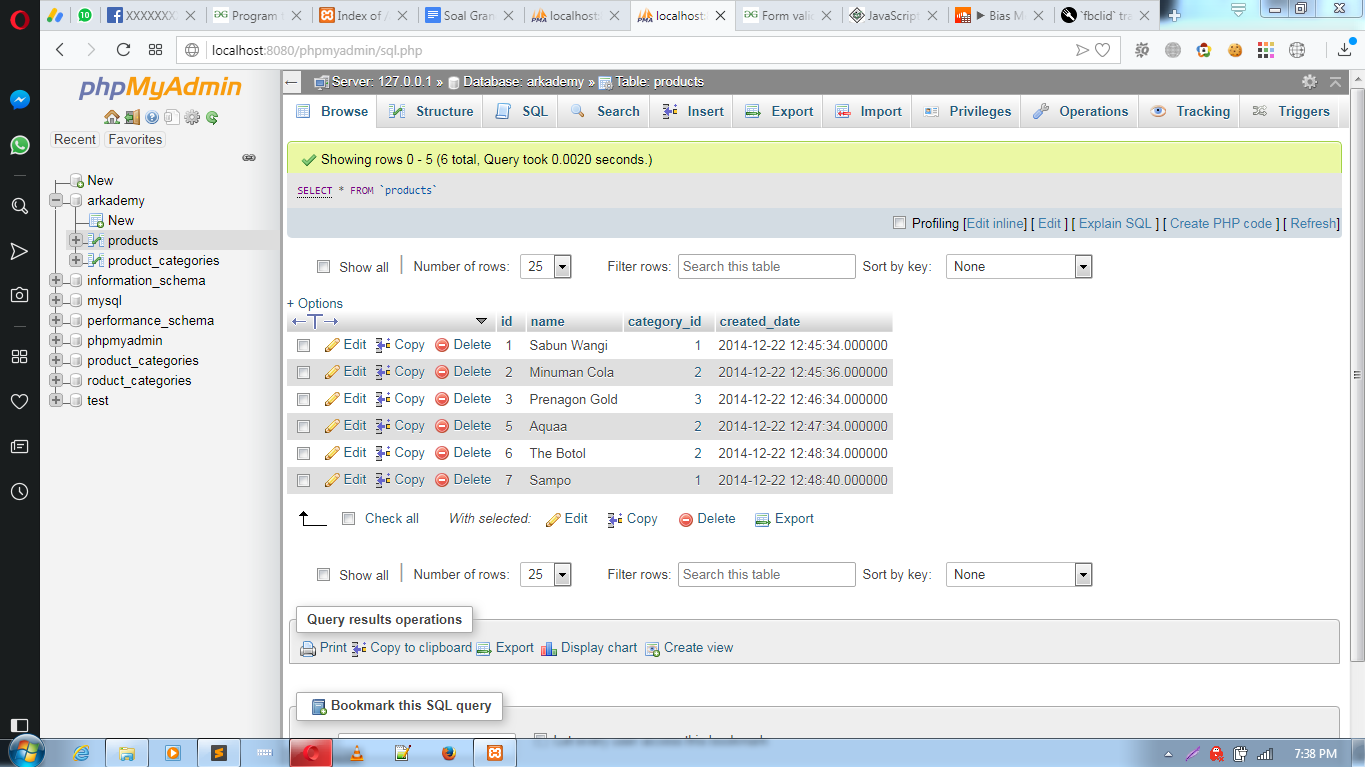 XXXXXXX
Program
Index of /
Soal Gran
localhost:
localhost:
Form valid
JavaScript
Bias M
`fbclid` tra
localhost:8080/phpmyadmin/sql.php
phpMyAdmin
Recent Favorites
New
arkademy
New
products
product_categories
information_schema
mysql
performance_schema
phpmyadmin
product_categories
roduct_categories
test
Server: 127.0.0.1 » Database: arkademy » Table: products
Browse Structure SQL Search Insert Export Import Privileges Operations Tracking Triggers
Showing rows 0 - 5 (6 total, Query took 0.0020 seconds.)
SELECT * FROM `products`
Profiling [Edit inline] [ Edit ] [ Explain SQL ] [ Create PHP code ] [ Refresh]
Show all | Number of rows: 25 Filter rows: Search this table Sort by key: None
+ Options
id name category_id created_date
Edit Copy Delete 1 Sabun Wangi 1 2014-12-22 12:45:34.000000
Edit Copy Delete 2 Minuman Cola 2 2014-12-22 12:45:36.000000
Edit Copy Delete 3 Prenagon Gold 3 2014-12-22 12:46:34.000000
Edit Copy Delete 5 Aquaa 2 2014-12-22 12:47:34.000000
Edit Copy Delete 6 The Botol 2 2014-12-22 12:48:34.000000
Edit Copy Delete 7 Sampo 1 2014-12-22 12:48:40.000000
Check all With selected: Edit Copy Delete Export
Show all | Number of rows: 25 Filter rows: Search this table Sort by key: None
Query results operations
Print Copy to clipboard Export Display chart Create view
Bookmark this SQL query
7:38 PM